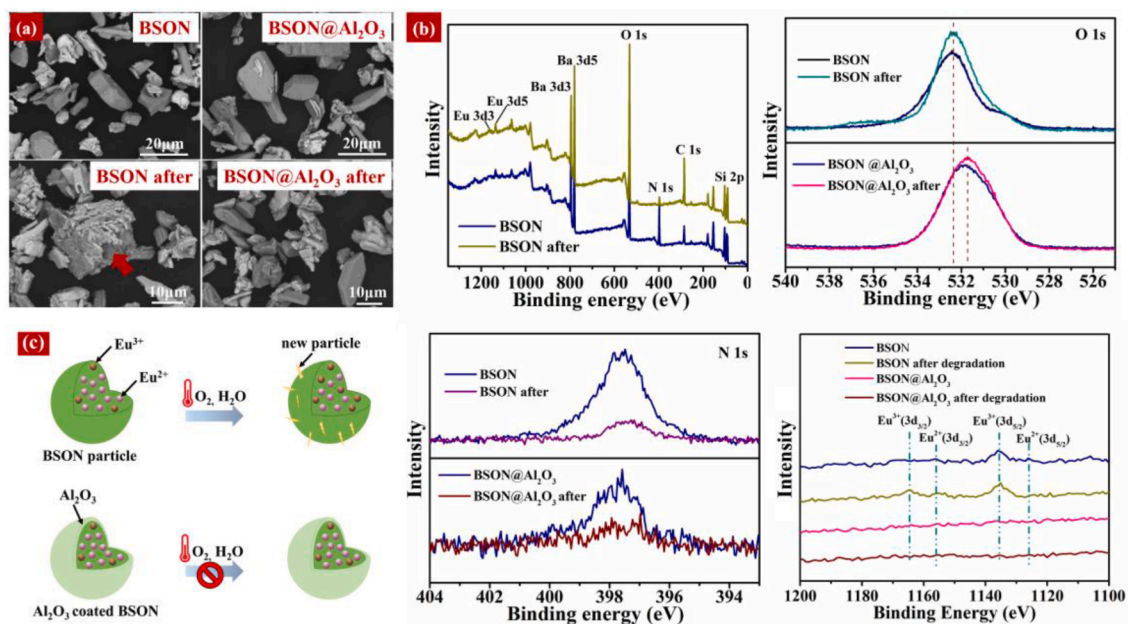 (a)
BSON
BSON@Al₂O₃
20μm
20μm
BSON after
BSON@Al₂O₃ after
10μm
10μm
(b)
Intensity
Eu 3d3
Eu 3d5
Ba 3d3
Ba 3d5
O 1s
N 1s
C 1s
Si 2p
BSON
BSON after
1200 1000 800 600 400 200 0
Binding energy (eV)
O 1s
Intensity
BSON
BSON after
BSON @Al₂O₃
BSON@Al₂O₃ after
540 538 536 534 532 530 528 526
Binding energy (eV)
(c)
Eu³⁺
Eu²⁺
BSON particle
O₂, H₂O
new particle
Al₂O₃
O₂, H₂O
Al₂O₃ coated BSON
N 1s
Intensity
BSON
BSON after
BSON@Al₂O₃
BSON@Al₂O₃ after
404 402 400 398 396 394
Binding energy (eV)
Intensity
BSON
BSON after degradation
BSON@Al₂O₃
BSON@Al₂O₃ after degradation
Eu³⁺(3d₃/₂)
Eu²⁺(3d₃/₂)
Eu³⁺(3d₅/₂)
Eu²⁺(3d₅/₂)
1200 1180 1160 1140 1120 1100
Binding Energy (eV)